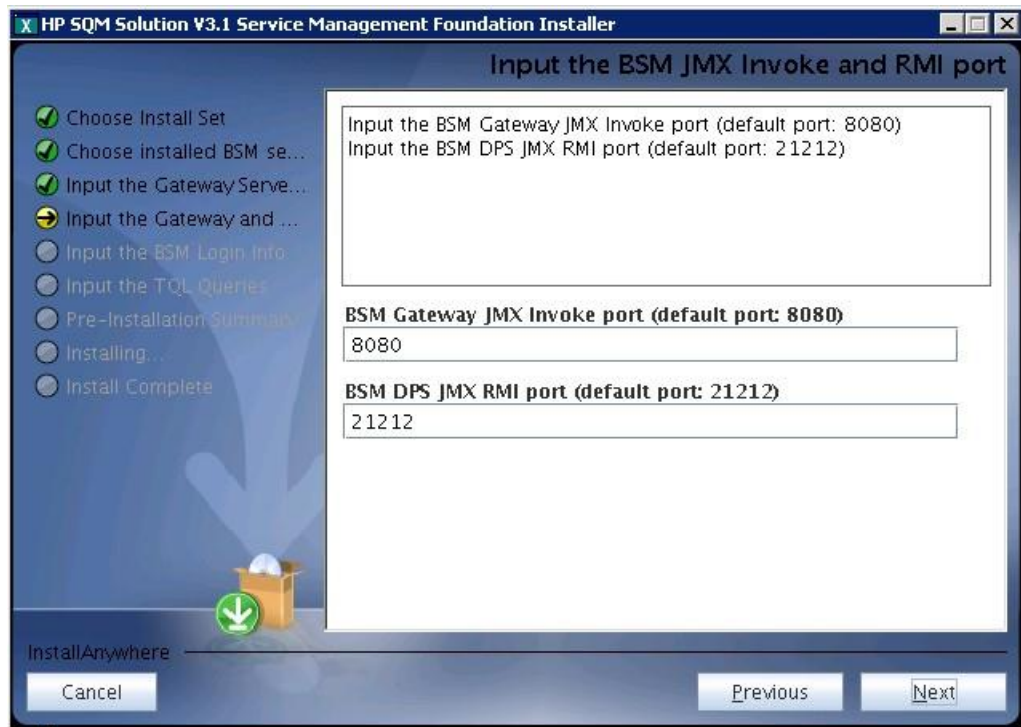 X HP SQM Solution V3.1 Service Management Foundation Installer
Input the BSM JMX Invoke and RMI port
Choose Install Set
Choose installed BSM se...
Input the Gateway Serve...
Input the Gateway and ...
Input the BSM Login Info
Input the TQL Queries
Pre-Installation Summary
Installing...
Install Complete
Input the BSM Gateway JMX Invoke port (default port: 8080)
Input the BSM DPS JMX RMI port (default port: 21212)
BSM Gateway JMX Invoke port (default port: 8080)
8080
BSM DPS JMX RMI port (default port: 21212)
21212
InstallAnywhere
Cancel
Previous
Next